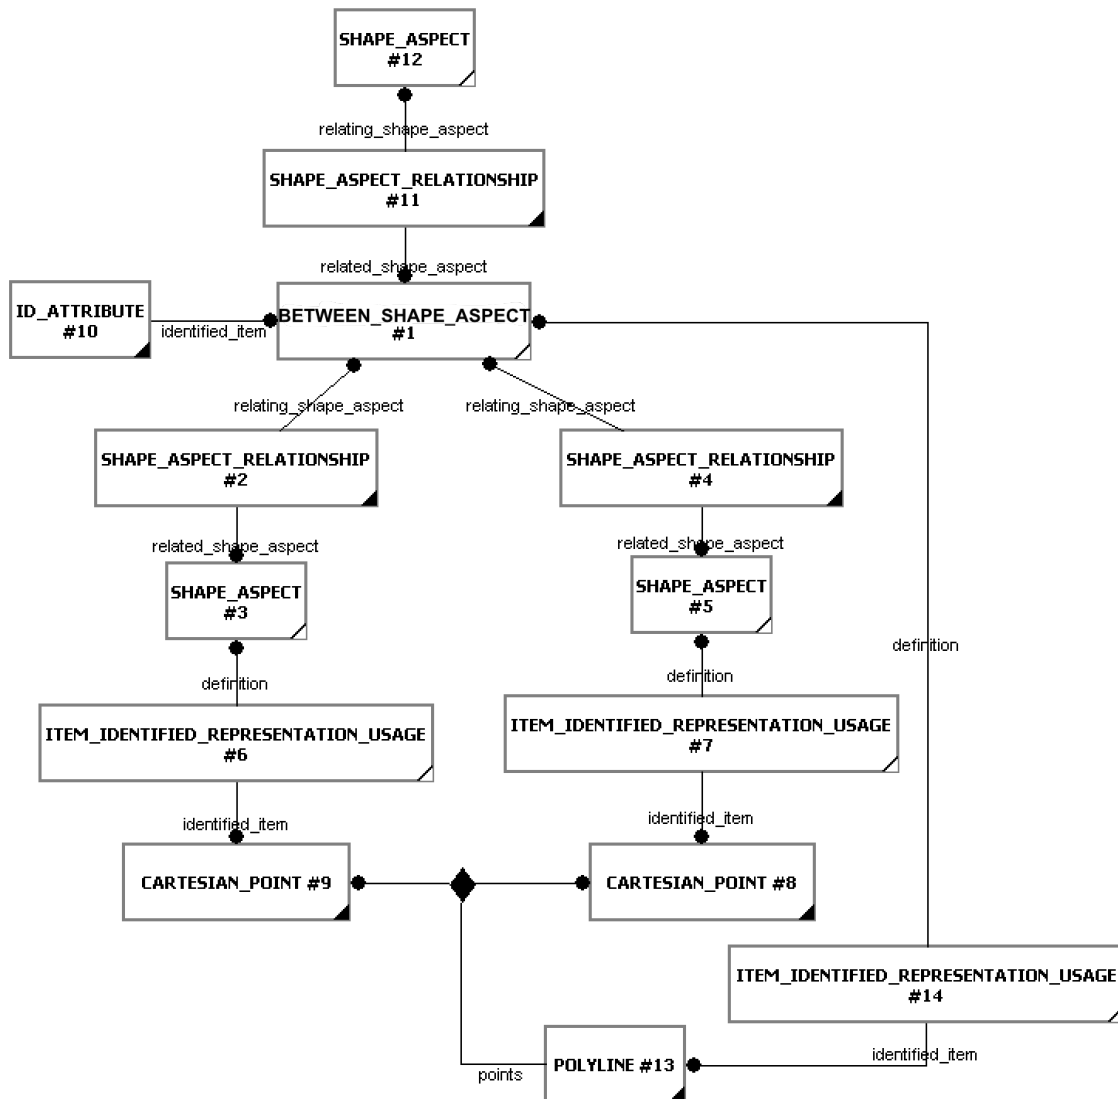 SHAPE_ASPECT
#12
relating_shape_aspect
SHAPE_ASPECT_RELATIONSHIP
#11
related_shape_aspect
ID_ATTRIBUTE
#10
identified_item
BETWEEN_SHAPE_ASPECT
#1
relating_shape_aspect
relating_shape_aspect
SHAPE_ASPECT_RELATIONSHIP
#2
SHAPE_ASPECT_RELATIONSHIP
#4
related_shape_aspect
related_shape_aspect
SHAPE_ASPECT
#3
SHAPE_ASPECT
#5
definition
definition
definition
ITEM_IDENTIFIED_REPRESENTATION_USAGE
#6
ITEM_IDENTIFIED_REPRESENTATION_USAGE
#7
identified_item
identified_item
CARTESIAN_POINT #9
CARTESIAN_POINT #8
ITEM_IDENTIFIED_REPRESENTATION_USAGE
#14
identified_item
POLYLINE #13
points